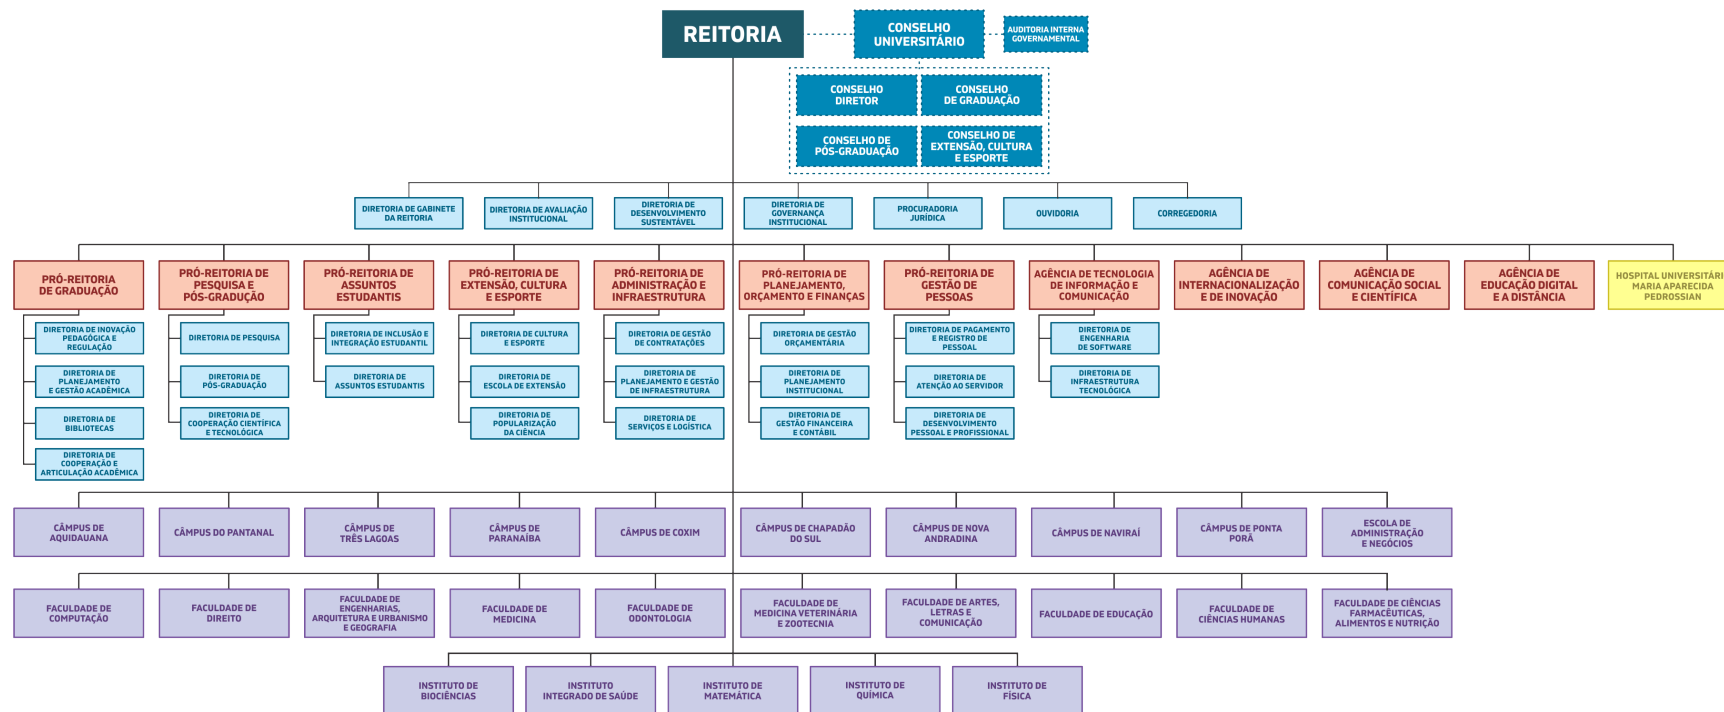 REITORIA
CONSELHO
UNIVERSITÁRIO
AUDITORIA INTERNA
GOVERNAMENTAL
CONSELHO
DIRETOR
CONSELHO
DE GRADUAÇÃO
CONSELHO DE
PÓS-GRADUAÇÃO
CONSELHO DE
EXTENSÃO, CULTURA
E ESPORTE
DIRETORIA DE GABINETE
DA REITORIA
DIRETORIA DE AVALIAÇÃO
INSTITUCIONAL
DIRETORIA DE
DESENVOLVIMENTO
SUSTENTÁVEL
DIRETORIA DE
GOVERNANÇA
INSTITUCIONAL
PROCURADORIA
JURÍDICA
OUVIDORIA
CORREGEDORIA
PRÓ-REITORIA
DE GRADUAÇÃO
PRÓ-REITORIA DE
PESQUISA E
PÓS-GRADUÇÃO
PRÓ-REITORIA DE
ASSUNTOS
ESTUDANTIS
PRÓ-REITORIA DE
EXTENSÃO, CULTURA
E ESPORTE
PRÓ-REITORIA DE
ADMINISTRAÇÃO E
INFRAESTRUTURA
PRÓ-REITORIA DE
PLANEJAMENTO,
ORÇAMENTO E FINANÇAS
PRÓ-REITORIA DE
GESTÃO DE
PESSOAS
AGÊNCIA DE TECNOLOGIA
DE INFORMAÇÃO E
COMUNICAÇÃO
AGÊNCIA DE
INTERNACIONALIZAÇÃO
E DE INOVAÇÃO
AGÊNCIA DE
COMUNICAÇÃO SOCIAL
E CIENTÍFICA
AGÊNCIA DE
EDUCAÇÃO DIGITAL
E A DISTÂNCIA
HOSPITAL UNIVERSITÁRI
MARIA APARECIDA
PEDROSSIAN
DIRETORIA DE INOVAÇÃO
PEDAGÓGICA E
REGULAÇÃO
DIRETORIA DE
PLANEJAMENTO
E GESTÃO ACADÊMICA
DIRETORIA DE
BIBLIOTECAS
DIRETORIA DE
COOPERAÇÃO E
ARTICULAÇÃO ACADÊMICA
DIRETORIA DE PESQUISA
DIRETORIA DE
PÓS-GRADUAÇÃO
DIRETORIA DE
COOPERAÇÃO CIENTÍFICA
E TECNOLÓGICA
DIRETORIA DE INCLUSÃO E
INTEGRAÇÃO ESTUDANTIL
DIRETORIA DE
ASSUNTOS ESTUDANTIS
DIRETORIA DE CULTURA
E ESPORTE
DIRETORIA DE
ESCOLA DE EXTENSÃO
DIRETORIA DE
POPULARIZAÇÃO
DA CIÊNCIA
DIRETORIA DE GESTÃO
DE CONTRATAÇÕES
DIRETORIA DE
PLANEJAMENTO E GESTÃO
DE INFRAESTRUTURA
DIRETORIA DE
SERVIÇOS E LOGÍSTICA
DIRETORIA DE GESTÃO
ORÇAMENTÁRIA
DIRETORIA DE
PLANEJAMENTO
INSTITUCIONAL
DIRETORIA DE
GESTÃO FINANCEIRA
E CONTÁBIL
DIRETORIA DE PAGAMENTO
E REGISTRO DE
PESSOAL
DIRETORIA DE
ATENÇÃO AO SERVIDOR
DIRETORIA DE
DESENVOLVIMENTO
PESSOAL E PROFISSIONAL
DIRETORIA DE
ENGENHARIA
DE SOFTWARE
DIRETORIA DE
INFRAESTRUTURA
TECNOLÓGICA
CÂMPUS DE
AQUIDAUANA
CÂMPUS DO PANTANAL
CÂMPUS DE
TRÊS LAGOAS
CÂMPUS DE
PARANAÍBA
CÂMPUS DE COXIM
CÂMPUS DE CHAPADÃO
DO SUL
CÂMPUS DE NOVA
ANDRADINA
CÂMPUS DE NAVIRAÍ
CÂMPUS DE PONTA
PORÃ
ESCOLA DE
ADMINISTRAÇÃO
E NEGÓCIOS
FACULDADE DE
COMPUTAÇÃO
FACULDADE DE
DIREITO
FACULDADE DE
ENGENHARIAS,
ARQUITETURA E URBANISMO
E GEOGRAFIA
FACULDADE DE
MEDICINA
FACULDADE DE
ODONTOLOGIA
FACULDADE DE
MEDICINA VETERINÁRIA
E ZOOTECNIA
FACULDADE DE ARTES,
LETRAS E
COMUNICAÇÃO
FACULDADE DE EDUCAÇÃO
FACULDADE DE
CIÊNCIAS HUMANAS
FACULDADE DE CIÊNCIAS
FARMACÊUTICAS,
ALIMENTOS E NUTRIÇÃO
INSTITUTO DE
BIOCIÊNCIAS
INSTITUTO
INTEGRADO DE SAÚDE
INSTITUTO DE
MATEMÁTICA
INSTITUTO DE
QUÍMICA
INSTITUTO DE
FÍSICA